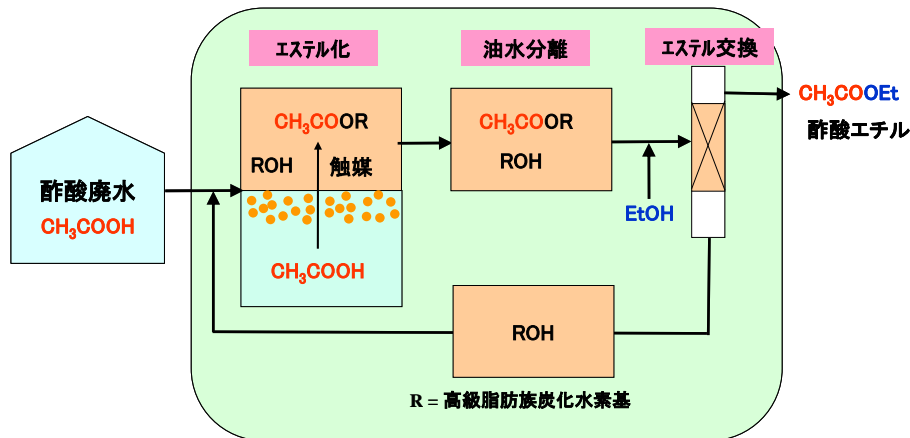 エステル化
油水分離
エステル交換
CH₃COOR
ROH
触媒
CH₃COOH
CH₃COOR
ROH
EtOH
CH₃COOEt
酢酸エチル
酢酸廃水
CH₃COOH
ROH
R = 高級脂肪族炭化水素基